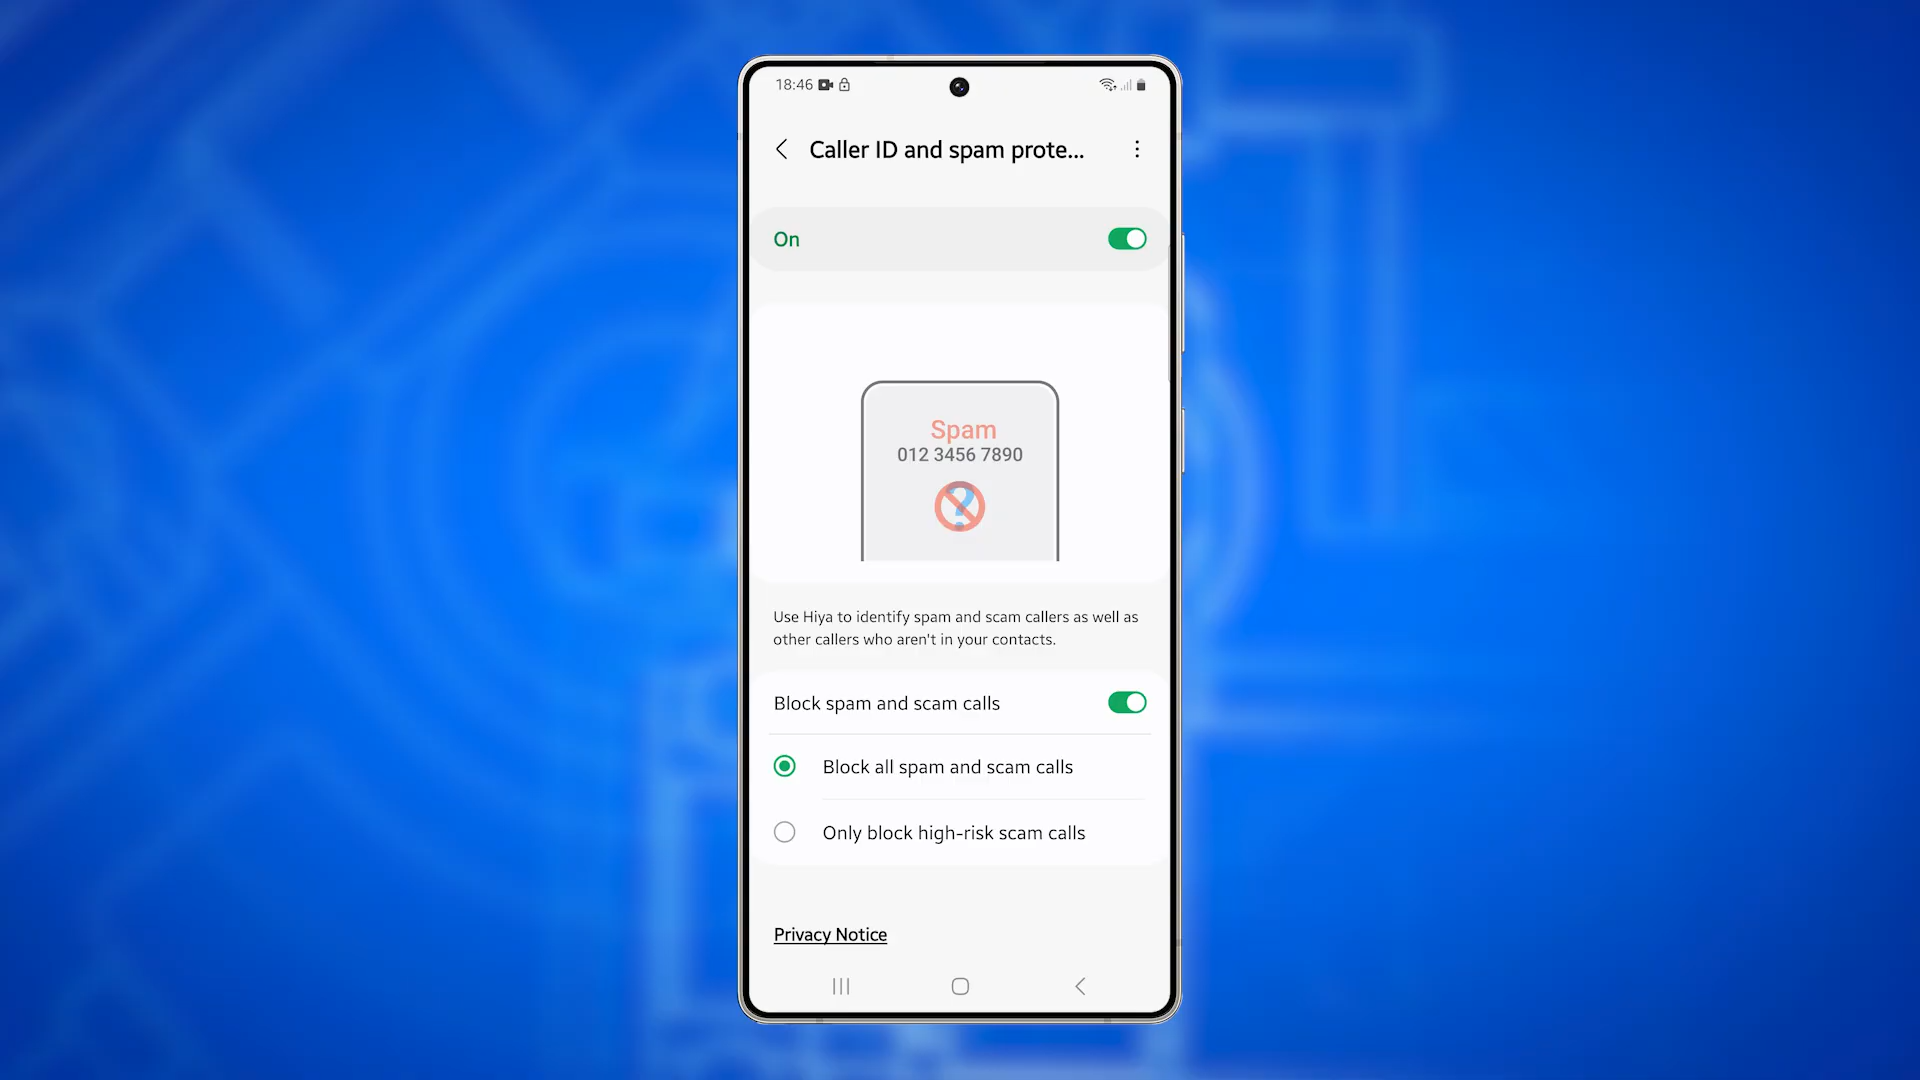 18:46
Caller ID and spam prote...
On
Spam
012 3456 7890
Use Hiya to identify spam and scam callers as well as
other callers who aren't in your contacts.
Block spam and scam calls
Block all spam and scam calls
Only block high-risk scam calls
Privacy Notice